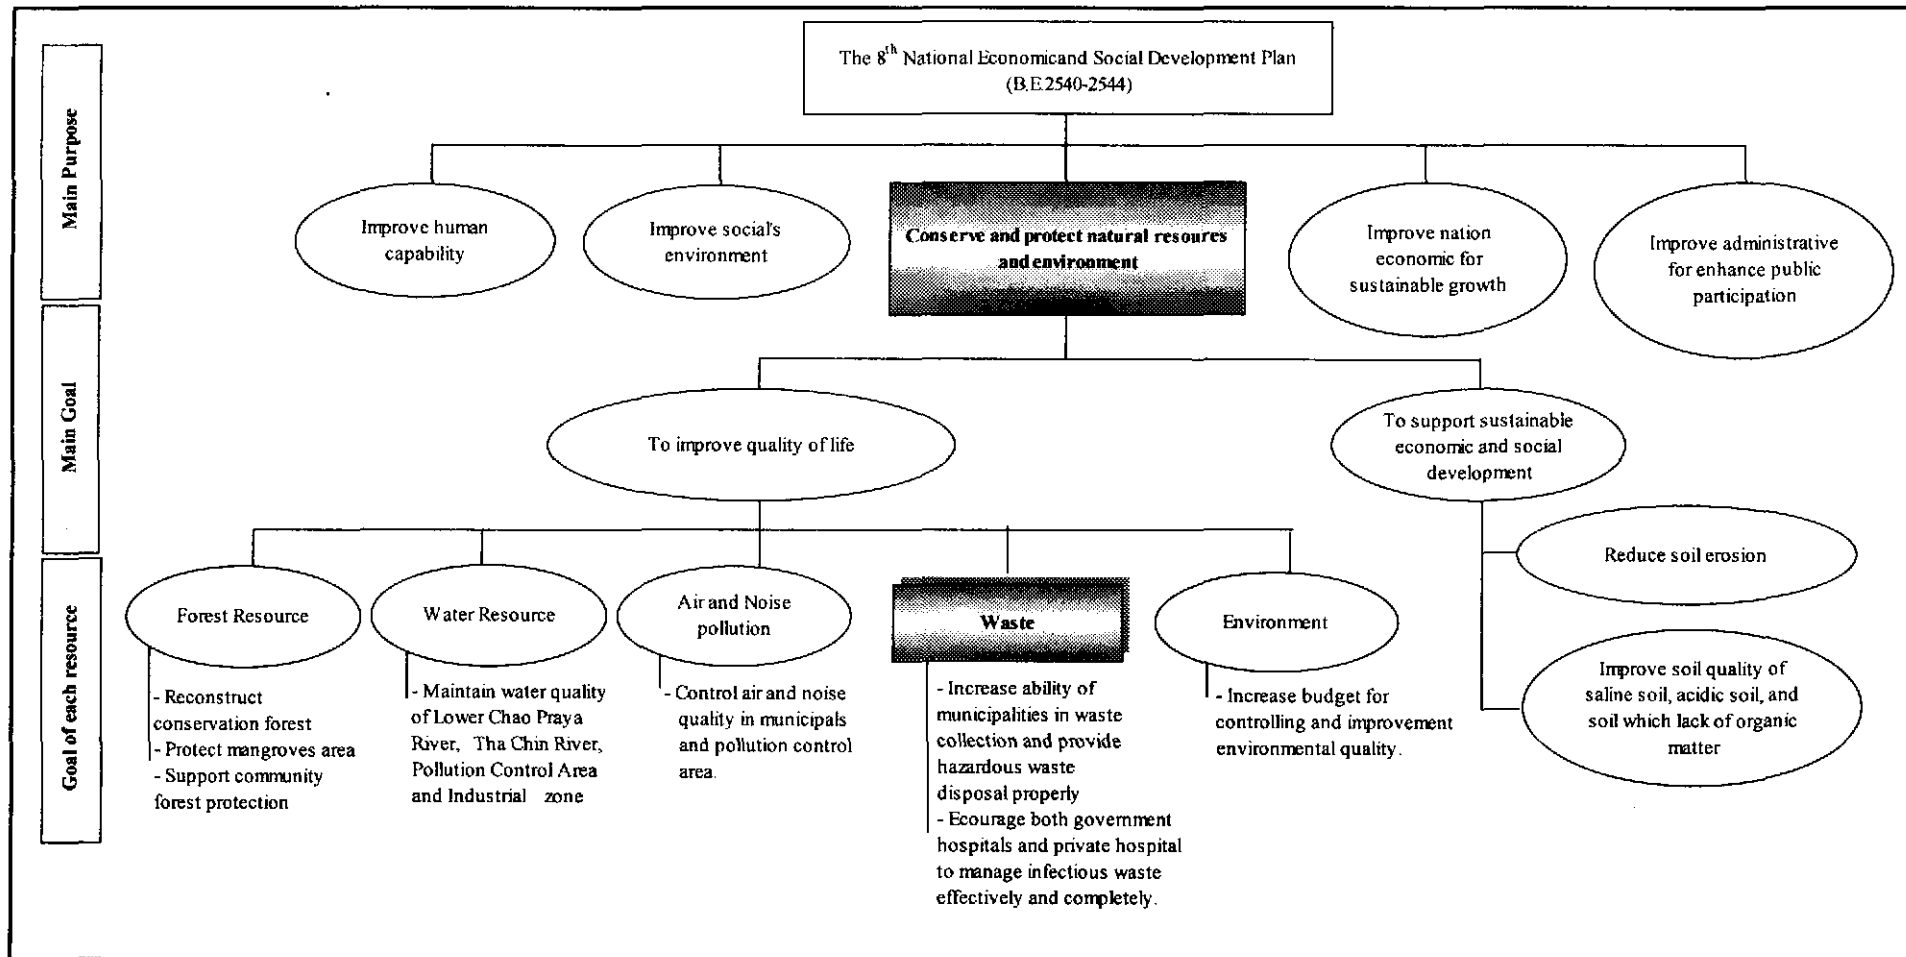 The 8th National Economicand Social Development Plan
(B.E.2540-2544)
Main Purpose
Improve human
capability
Improve social's
environment
Conserve and protect natural resoures
and environment
Improve nation
economic for
sustainable growth
Improve administrative
for enhance public
participation
Main Goal
To improve quality of life
To support sustainable
economic and social
development
Goal of each resource
Forest Resource
- Reconstruct
conservation forest
- Protect mangroves area
- Support community
forest protection
Water Resource
- Maintain water quality
of Lower Chao Praya
River, Tha Chin River,
Pollution Control Area
and Industrial zone
Air and Noise
pollution
- Control air and noise
quality in municipals
and pollution control
area.
Waste
- Increase ability of
municipalities in waste
collection and provide
hazardous waste
disposal properly
- Ecourage both government
hospitals and private hospital
to manage infectious waste
effectively and completely.
Environment
- Increase budget for
controlling and improvement
environmental quality.
Reduce soil erosion
Improve soil quality of
saline soil, acidic soil, and
soil which lack of organic
matter